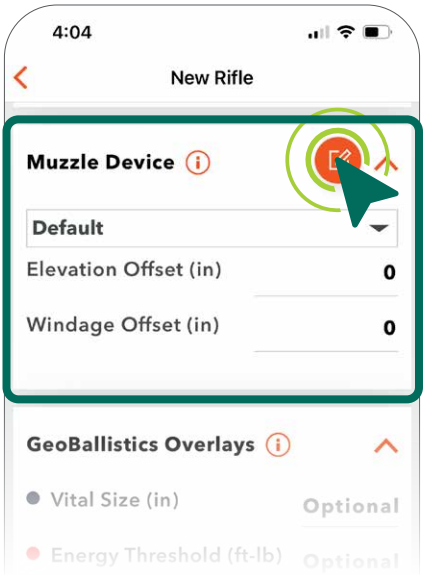 4:04
New Rifle
Muzzle Device
Default
Elevation Offset (in) 0
Windage Offset (in) 0
GeoBallistics Overlays
Vital Size (in) Optional
Energy Threshold (ft-lb) Optional